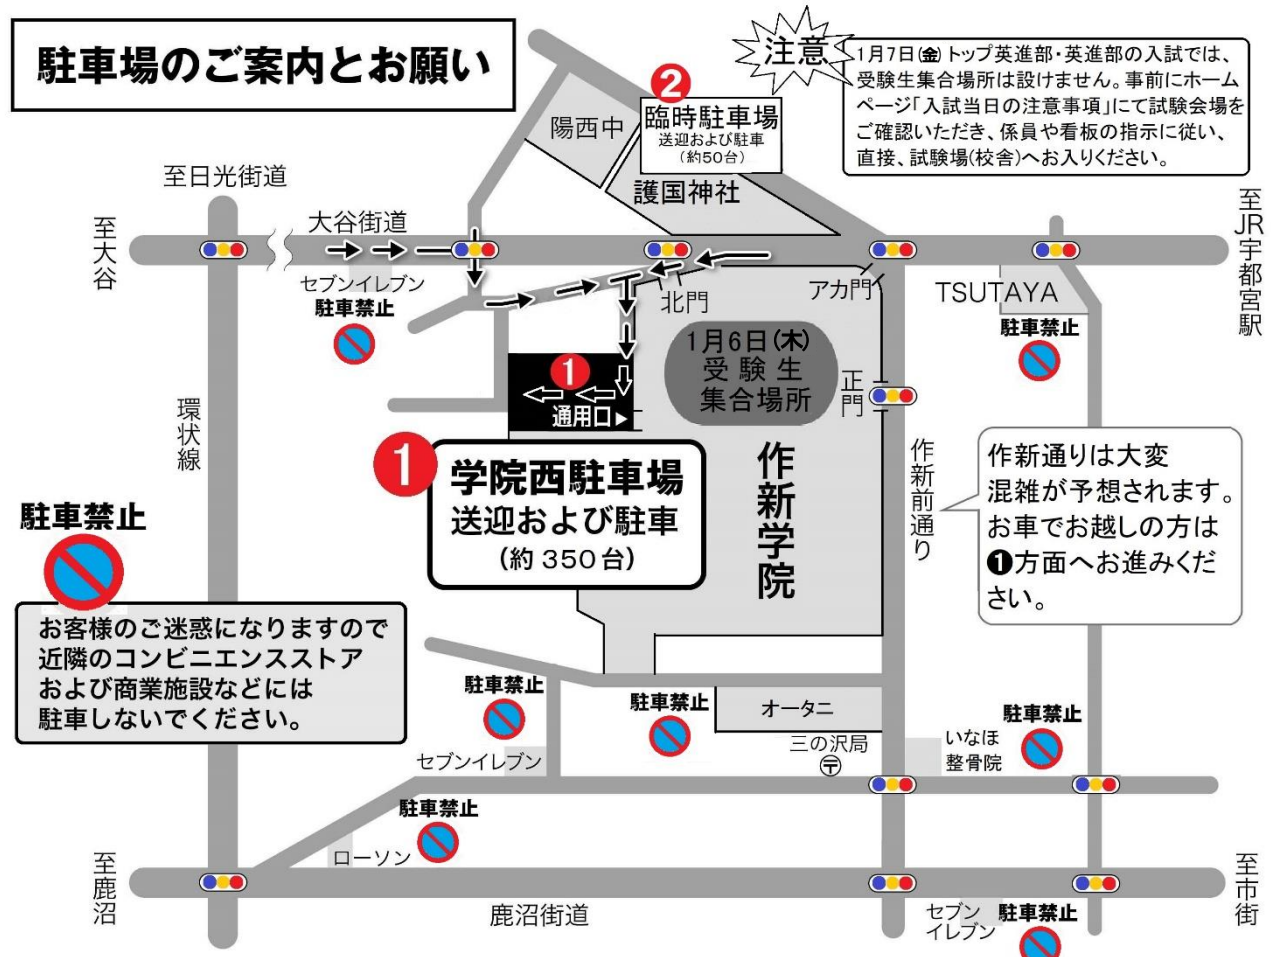 駐車場のご案内とお願い
注意
1月7日(金)トップ英進部・英進部の入試では、
受験生集合場所は設けません。事前にホーム
ページ「入試当日の注意事項」にて試験会場を
ご確認いただき、係員や看板の指示に従い、
直接、試験場(校舎)へお入りください。
2
臨時駐車場
送迎および駐車
(約50台)
陽西中
護国神社
至日光街道
至大谷
大谷街道
至JR宇都宮駅
セブンイレブン
駐車禁止
北門
アカ門
TSUTAYA
駐車禁止
1月6日(木)
受験生
集合場所
正門
1
通用口▶
環状線
1
学院西駐車場
送迎および駐車
(約350台)
作新学院
作新前通り
作新通りは大変
混雑が予想されます。
お車でお越しの方は
❶方面へお進みくだ
さい。
駐車禁止
お客様のご迷惑になりますので
近隣のコンビニエンスストア
および商業施設などには
駐車しないでください。
駐車禁止
セブンイレブン
駐車禁止
オータニ
三の沢局
〒
いなほ
整骨院
駐車禁止
駐車禁止
ローソン
至鹿沼
鹿沼街道
セブン
イレブン
駐車禁止
至市街